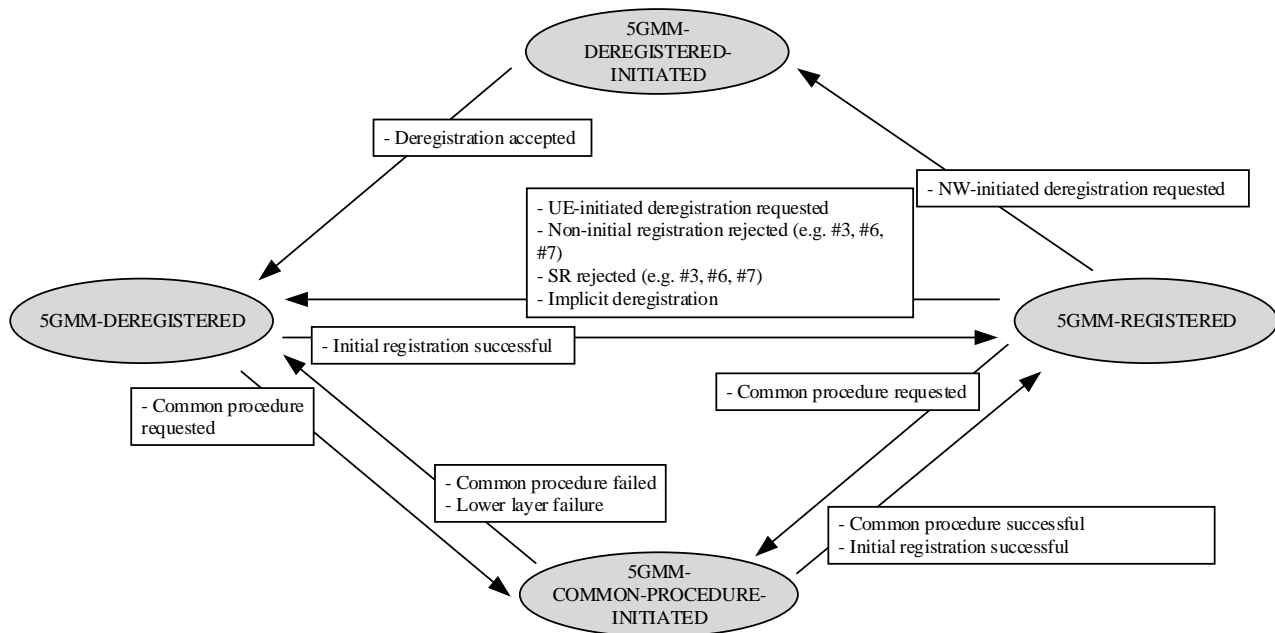 5GMM-
DEREGISTERED-
INITIATED
- Deregistration accepted
- NW-initiated deregistration requested
- UE-initiated deregistration requested
- Non-initial registration rejected (e.g. #3, #6,
#7)
- SR rejected (e.g. #3, #6, #7)
- Implicit deregistration
5GMM-DEREGISTERED
5GMM-REGISTERED
- Initial registration successful
- Common procedure requested
- Common procedure
requested
- Common procedure failed
- Lower layer failure
- Common procedure successful
- Initial registration successful
5GMM-
COMMON-PROCEDURE-
INITIATED